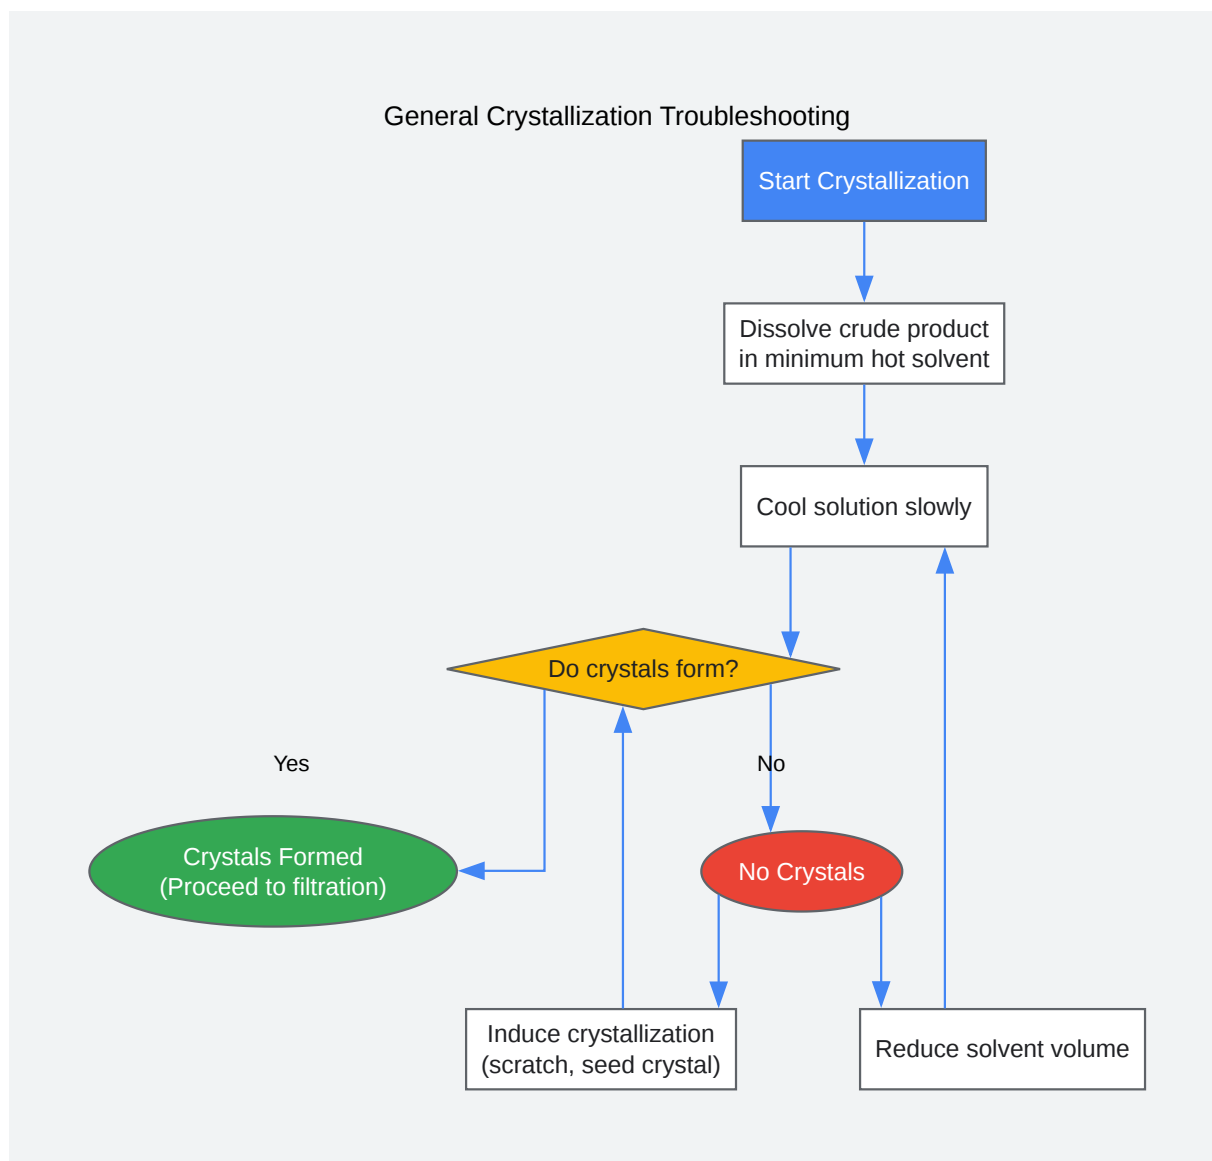 General Crystallization Troubleshooting
Start Crystallization
Dissolve crude product
in minimum hot solvent
Cool solution slowly
Do crystals form?
Yes
No
Crystals Formed
(Proceed to filtration)
No Crystals
Induce crystallization
(scratch, seed crystal)
Reduce solvent volume